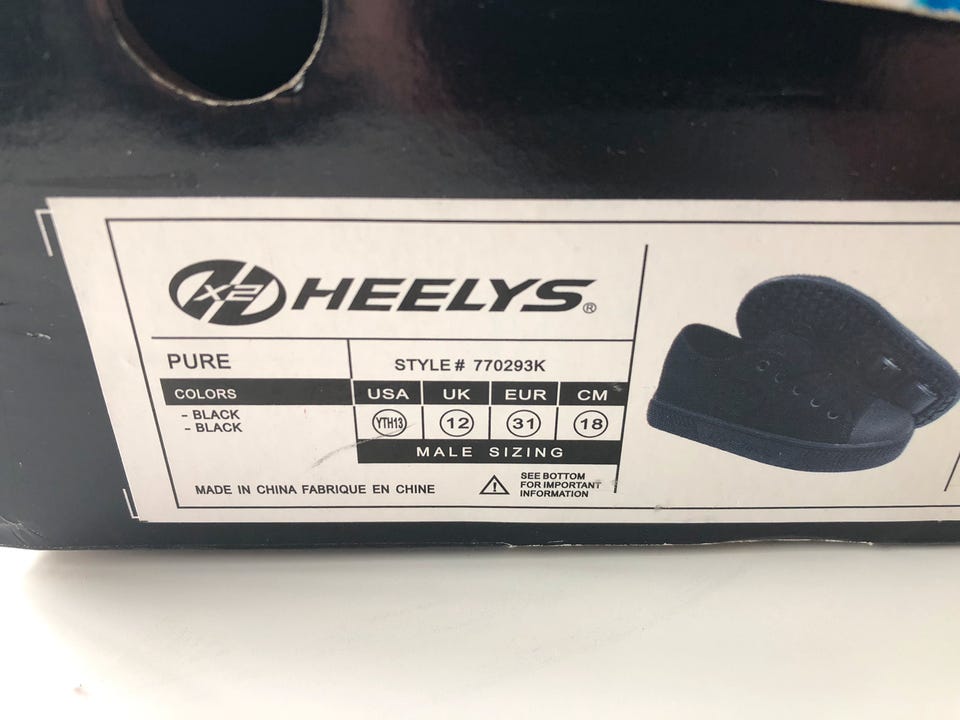 X2 HEELYS®
PURE
STYLE # 770293K
COLORS
USA UK EUR CM
- BLACK
- BLACK
YTH13 12 31 18
MALE SIZING
MADE IN CHINA FABRIQUE EN CHINE
SEE BOTTOM
FOR IMPORTANT
INFORMATION